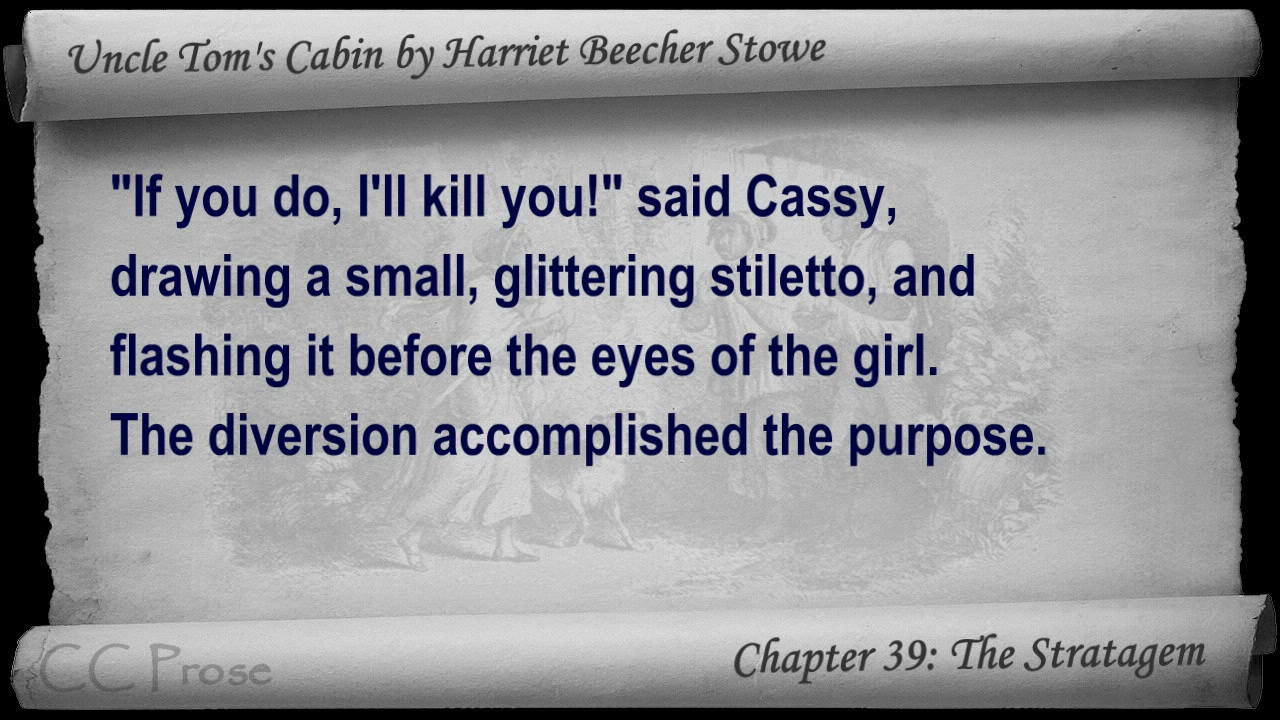 Uncle Tom's Cabin by Harriet Beecher Stowe
"If you do, I'll kill you!" said Cassy,
drawing a small, glittering stiletto, and
flashing it before the eyes of the girl.
The diversion accomplished the purpose.
CC Prose
Chapter 39: The Stratagem